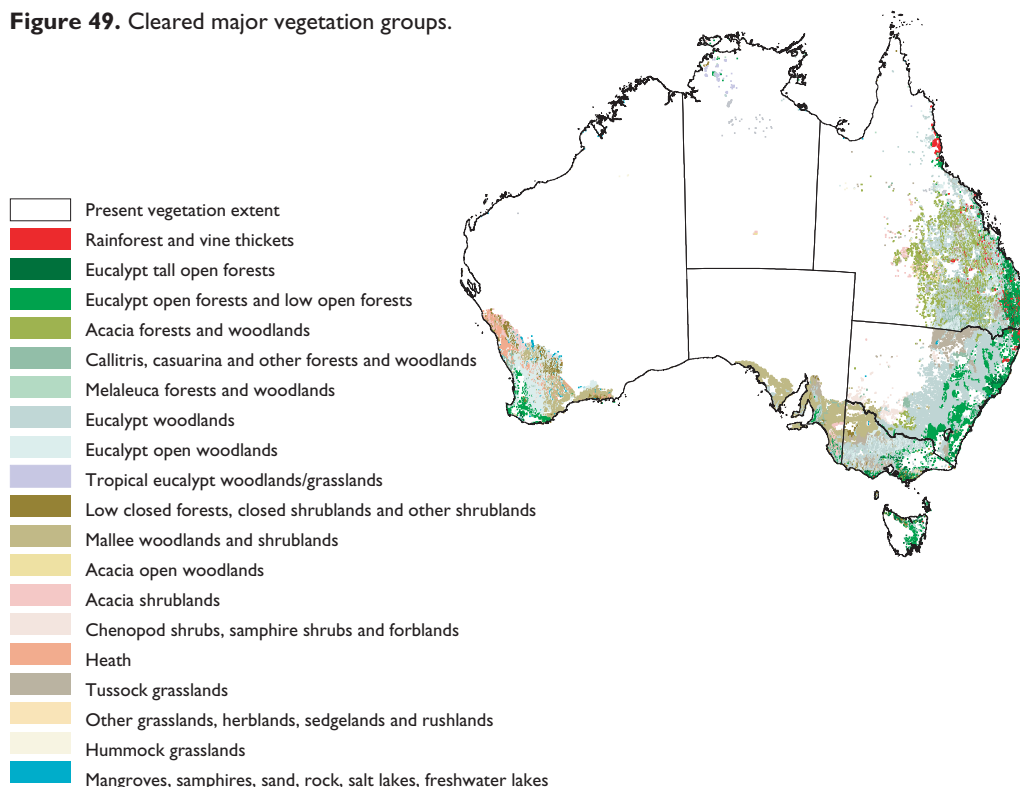 Figure 49. Cleared major vegetation groups.
Present vegetation extent
Rainforest and vine thickets
Eucalypt tall open forests
Eucalypt open forests and low open forests
Acacia forests and woodlands
Callitris, casuarina and other forests and woodlands
Melaleuca forests and woodlands
Eucalypt woodlands
Eucalypt open woodlands
Tropical eucalypt woodlands/grasslands
Low closed forests, closed shrublands and other shrublands
Mallee woodlands and shrublands
Acacia open woodlands
Acacia shrublands
Chenopod shrubs, samphire shrubs and forblands
Heath
Tussock grasslands
Other grasslands, herblands, sedgelands and rushlands
Hummock grasslands
Mangroves, samphires, sand, rock, salt lakes, freshwater lakes